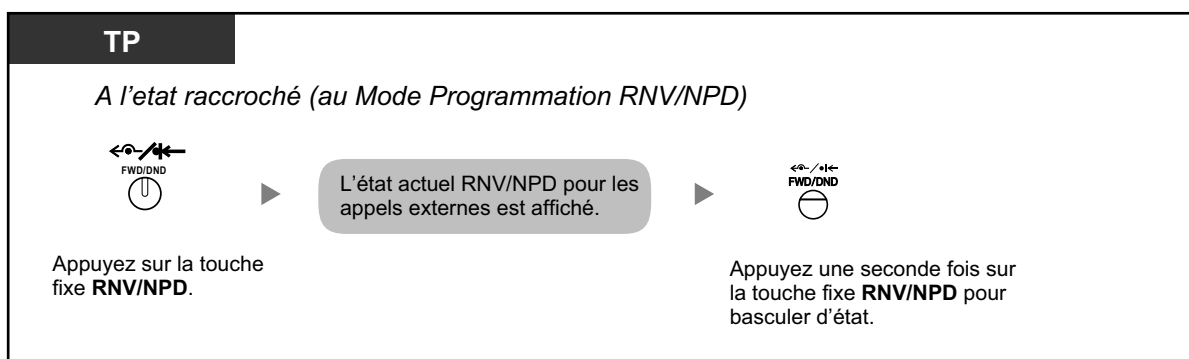 TP
A l’etat raccroché (au Mode Programmation RNV/NPD)
FWD/DND
L’état actuel RNV/NPD pour les
appels externes est affiché.
FWD/DND
Appuyez sur la touche
fixe RNV/NPD.
Appuyez une seconde fois sur
la touche fixe RNV/NPD pour
basculer d’état.